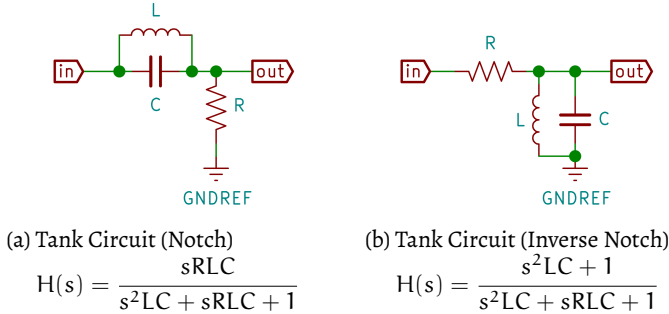 L
in
C
R
out
GNDREF
(a) Tank Circuit (Notch)
H(s) = sRLC / s²LC + sRLC + 1
R
in
L
C
out
GNDREF
(b) Tank Circuit (Inverse Notch)
H(s) = s²LC + 1 / s²LC + sRLC + 1